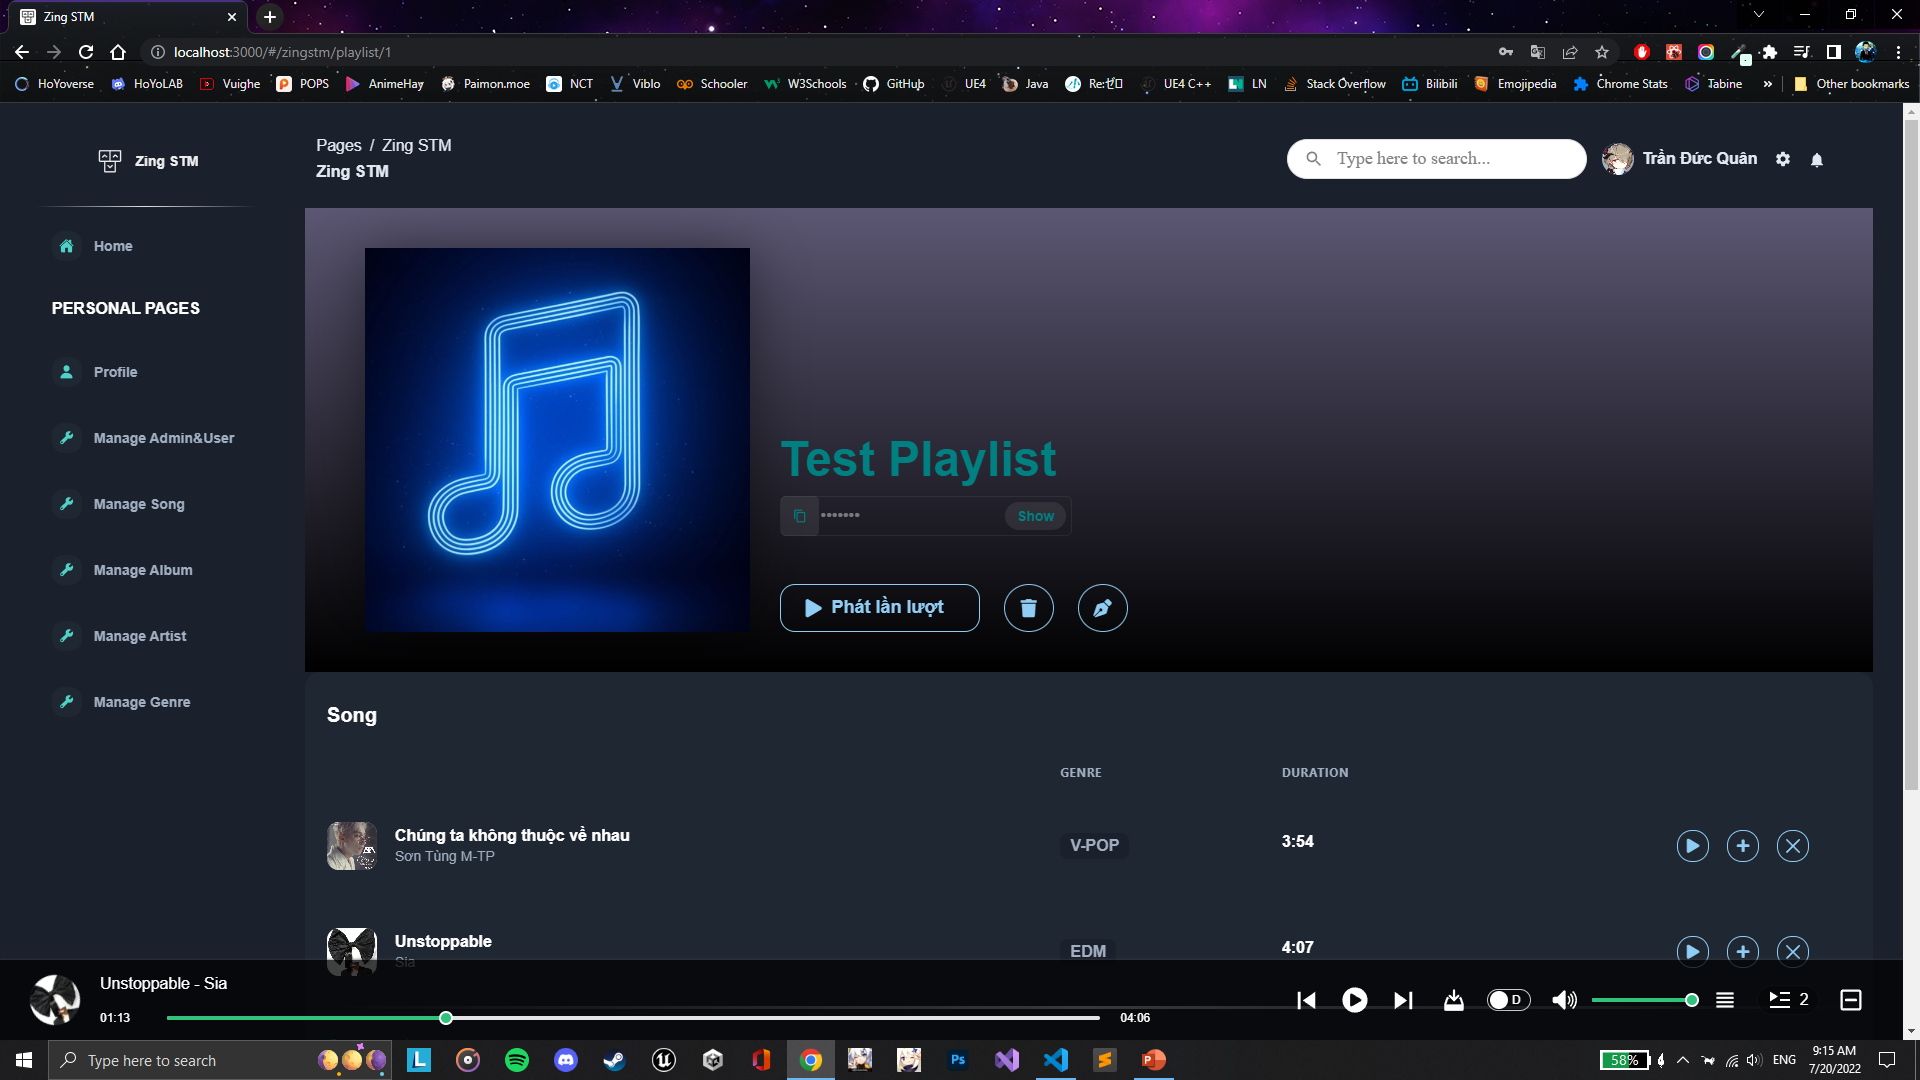 Zing STM
localhost:3000/#/zingstm/playlist/1
HoYoverse
HoYoLAB
Vuighe
POPS
AnimeHay
Paimon.moe
NCT
Viblo
Schooler
W3Schools
GitHub
UE4
Java
Re:ゼロ
UE4 C++
LN
Stack Overflow
Bilibili
Emojipedia
Chrome Stats
Tabine
»
Other bookmarks
Zing STM
Pages / Zing STM
Zing STM
Type here to search...
Trần Đức Quân
Home
PERSONAL PAGES
Profile
Manage Admin&User
Manage Song
Manage Album
Manage Artist
Manage Genre
Test Playlist
•••••••
Show
Phát lần lượt
Song
GENRE
DURATION
Chúng ta không thuộc về nhau
Sơn Tùng M-TP
V-POP
3:54
Unstoppable
Sia
EDM
4:07
Unstoppable - Sia
01:13
04:06
D
2
Type here to search
L
Ps
P
58%
ENG
9:15 AM
7/20/2022